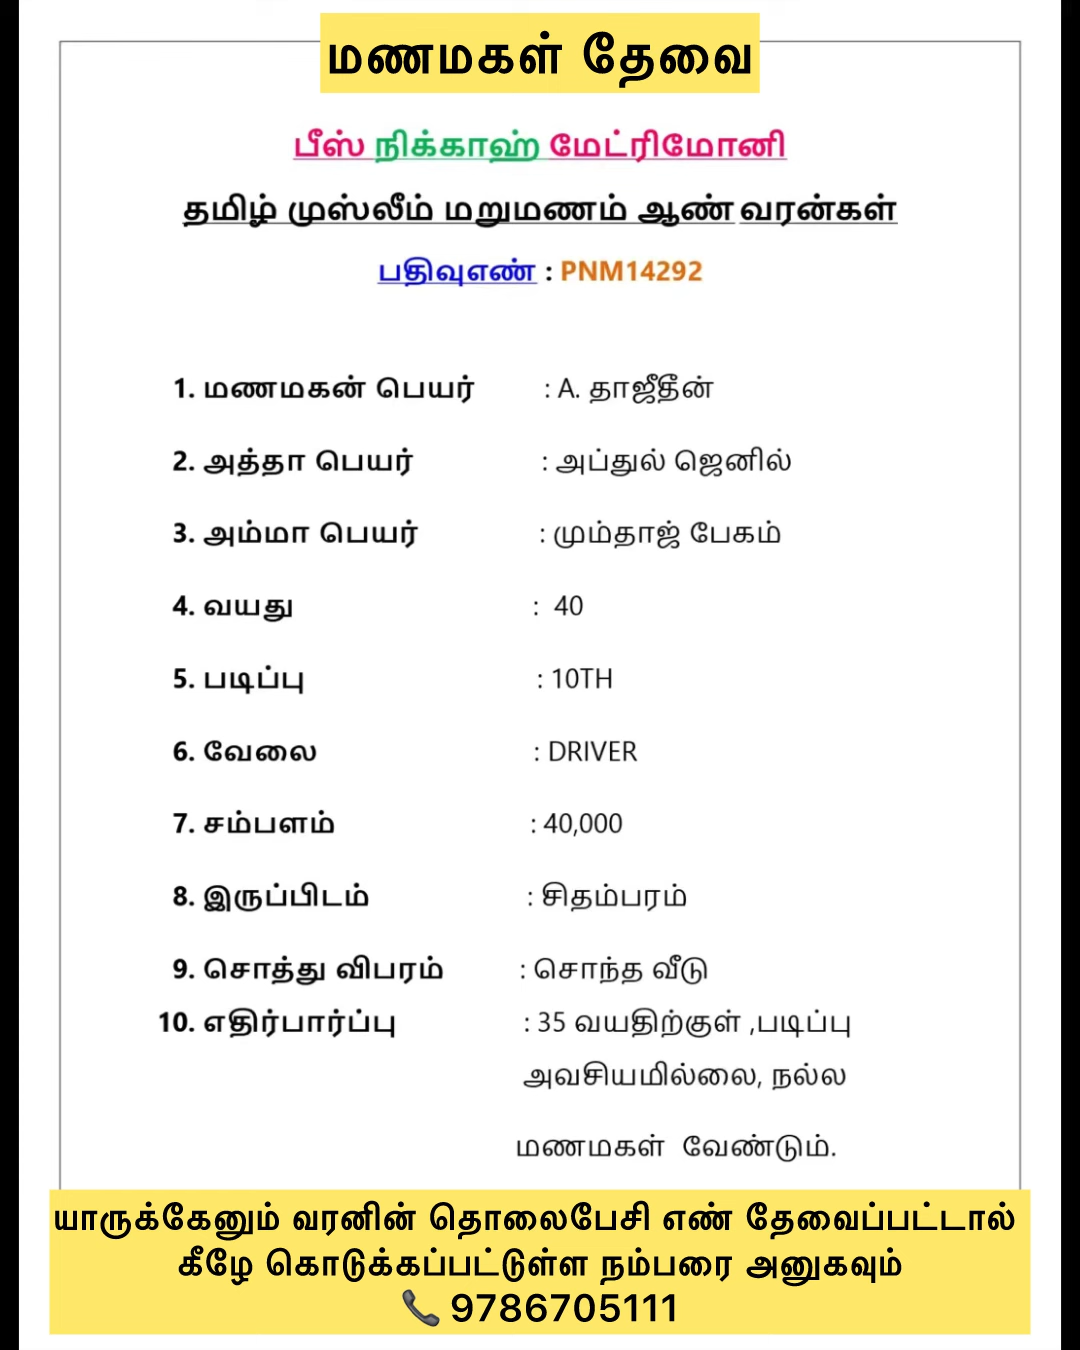 மணமகள் தேவை
பீஸ் நிக்காஹ் மேட்ரிமோனி
தமிழ் முஸ்லீம் மறுமணம் ஆண் வரன்கள்
பதிவுஎண் : PNM14292
1. மணமகன் பெயர் : A. தாஜீதீன்
2. அத்தா பெயர் : அப்துல் ஜெனில்
3. அம்மா பெயர் : மும்தாஜ் பேகம்
4. வயது : 40
5. படிப்பு : 10TH
6. வேலை : DRIVER
7. சம்பளம் : 40,000
8. இருப்பிடம் : சிதம்பரம்
9. சொத்து விபரம் : சொந்த வீடு
10. எதிர்பார்ப்பு : 35 வயதிற்குள் ,படிப்பு
அவசியமில்லை, நல்ல
மணமகள் வேண்டும்.
யாருக்கேனும் வரனின் தொலைபேசி எண் தேவைப்பட்டால்
கீழே கொடுக்கப்பட்டுள்ள நம்பரை அனுகவும்
📞 9786705111